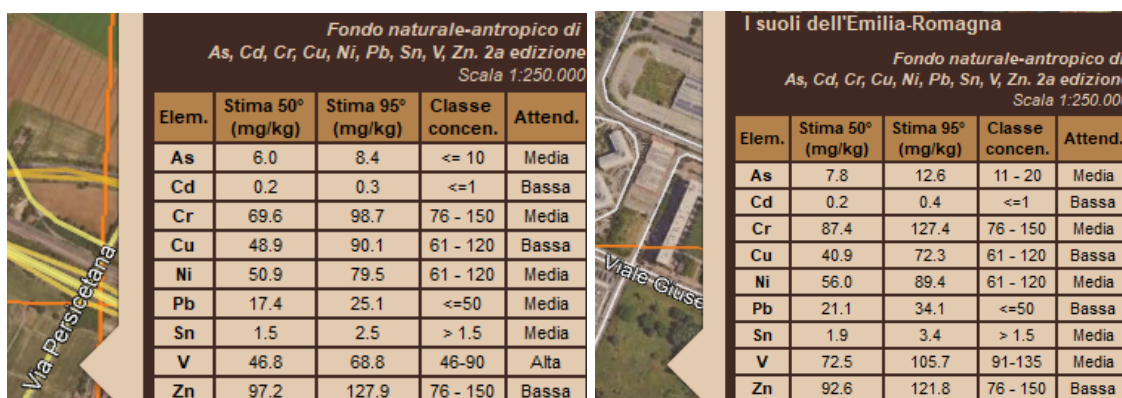 Fondo naturale-antropico di
As, Cd, Cr, Cu, Ni, Pb, Sn, V, Zn. 2a edizione
Scala 1:250.000
Elem. Stima 50° (mg/kg) Stima 95° (mg/kg) Classe concen. Attend.
As 6.0 8.4 <= 10 Media
Cd 0.2 0.3 <=1 Bassa
Cr 69.6 98.7 76 - 150 Media
Cu 48.9 90.1 61 - 120 Bassa
Ni 50.9 79.5 61 - 120 Media
Pb 17.4 25.1 <=50 Media
Sn 1.5 2.5 > 1.5 Media
V 46.8 68.8 46-90 Alta
Zn 97.2 127.9 76 - 150 Bassa
Via Persicetana
I suoli dell'Emilia-Romagna
Fondo naturale-antropico di
As, Cd, Cr, Cu, Ni, Pb, Sn, V, Zn. 2a edizion
Scala 1:250.00
Elem. Stima 50° (mg/kg) Stima 95° (mg/kg) Classe concen. Attend.
As 7.8 12.6 11 - 20 Media
Cd 0.2 0.4 <=1 Bassa
Cr 87.4 127.4 76 - 150 Media
Cu 40.9 72.3 61 - 120 Bassa
Ni 56.0 89.4 61 - 120 Media
Pb 21.1 34.1 <=50 Bassa
Sn 1.9 3.4 > 1.5 Media
V 72.5 105.7 91-135 Media
Zn 92.6 121.8 76 - 150 Bassa
Viale Giuse